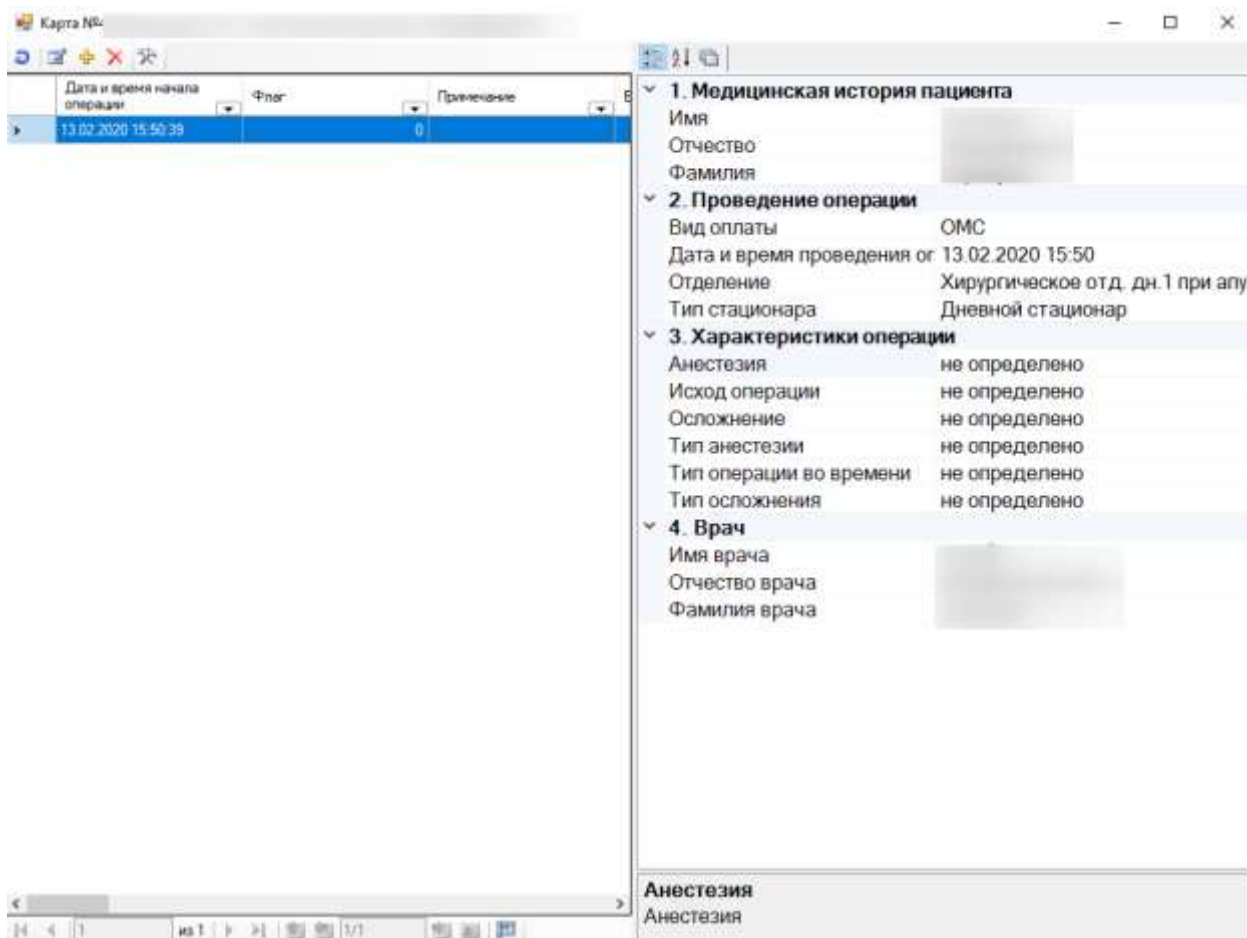 Карта №
Дата и время начала операции
Флаг
Примечание
13.02.2020 15:50:39
0
1. Медицинская история пациента
Имя
Отчество
Фамилия
2. Проведение операции
Вид оплаты ОМС
Дата и время проведения оп 13.02.2020 15:50
Отделение Хирургическое отд. дн.1 при апу
Тип стационара Дневной стационар
3. Характеристики операции
Анестезия не определено
Исход операции не определено
Осложнение не определено
Тип анестезии не определено
Тип операции во времени не определено
Тип осложнения не определено
4. Врач
Имя врача
Отчество врача
Фамилия врача
Анестезия
Анестезия
1 из 1 1/1